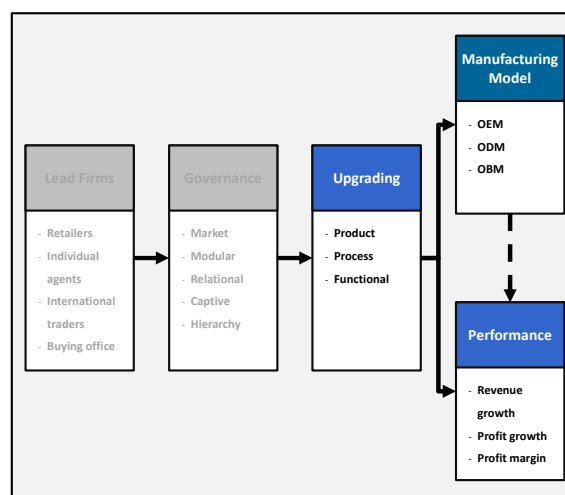 Manufacturing
Model
- OEM
- ODM
- OBM
Lead Firms
- Retailers
- Individual
agents
- International
traders
- Buying office
Governance
- Market
- Modular
- Relational
- Captive
- Hierarchy
Upgrading
- Product
- Process
- Functional
Performance
- Revenue
growth
- Profit growth
- Profit margin